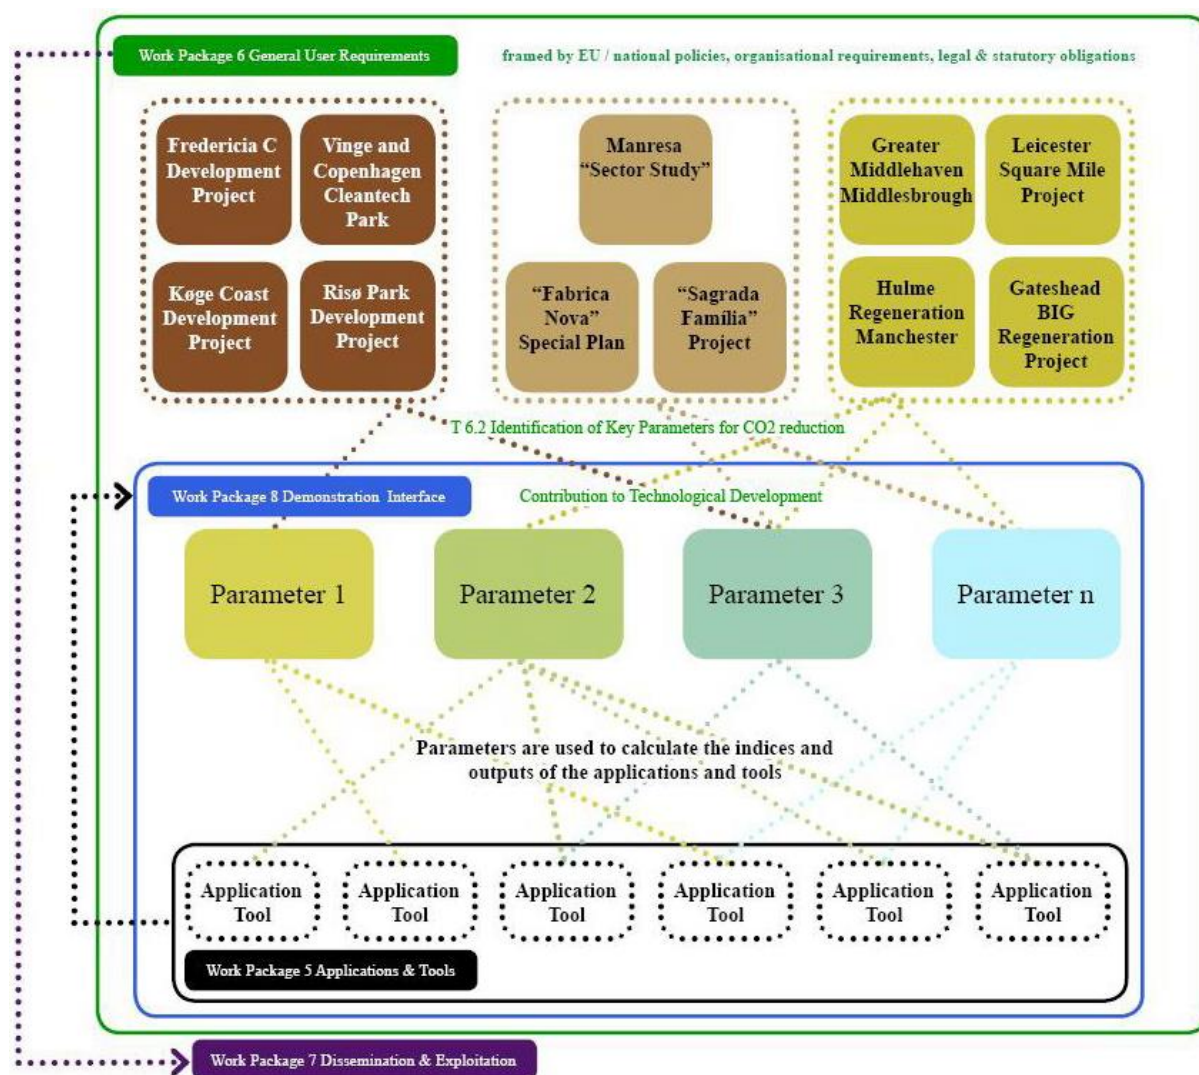 Work Package 6 General User Requirements
framed by EU / national policies, organisational requirements, legal & statutory obligations
Fredericia C
Development
Project
Vinge and
Copenhagen
Cleantech
Park
Køge Coast
Development
Project
Risø Park
Development
Project
Manresa
“Sector Study”
“Fabrica
Nova”
Special Plan
“Sagrada
Família”
Project
Greater
Middlehaven
Middlesbrough
Leicester
Square Mile
Project
Hulme
Regeneration
Manchester
Gateshead
BIG
Regeneration
Project
T 6.2 Identification of Key Parameters for CO2 reduction
Work Package 8 Demonstration Interface
Contribution to Technological Development
Parameter 1
Parameter 2
Parameter 3
Parameter n
Parameters are used to calculate the indices and
outputs of the applications and tools
Application
Tool
Application
Tool
Application
Tool
Application
Tool
Application
Tool
Application
Tool
Work Package 5 Applications & Tools
Work Package 7 Dissemination & Exploitation